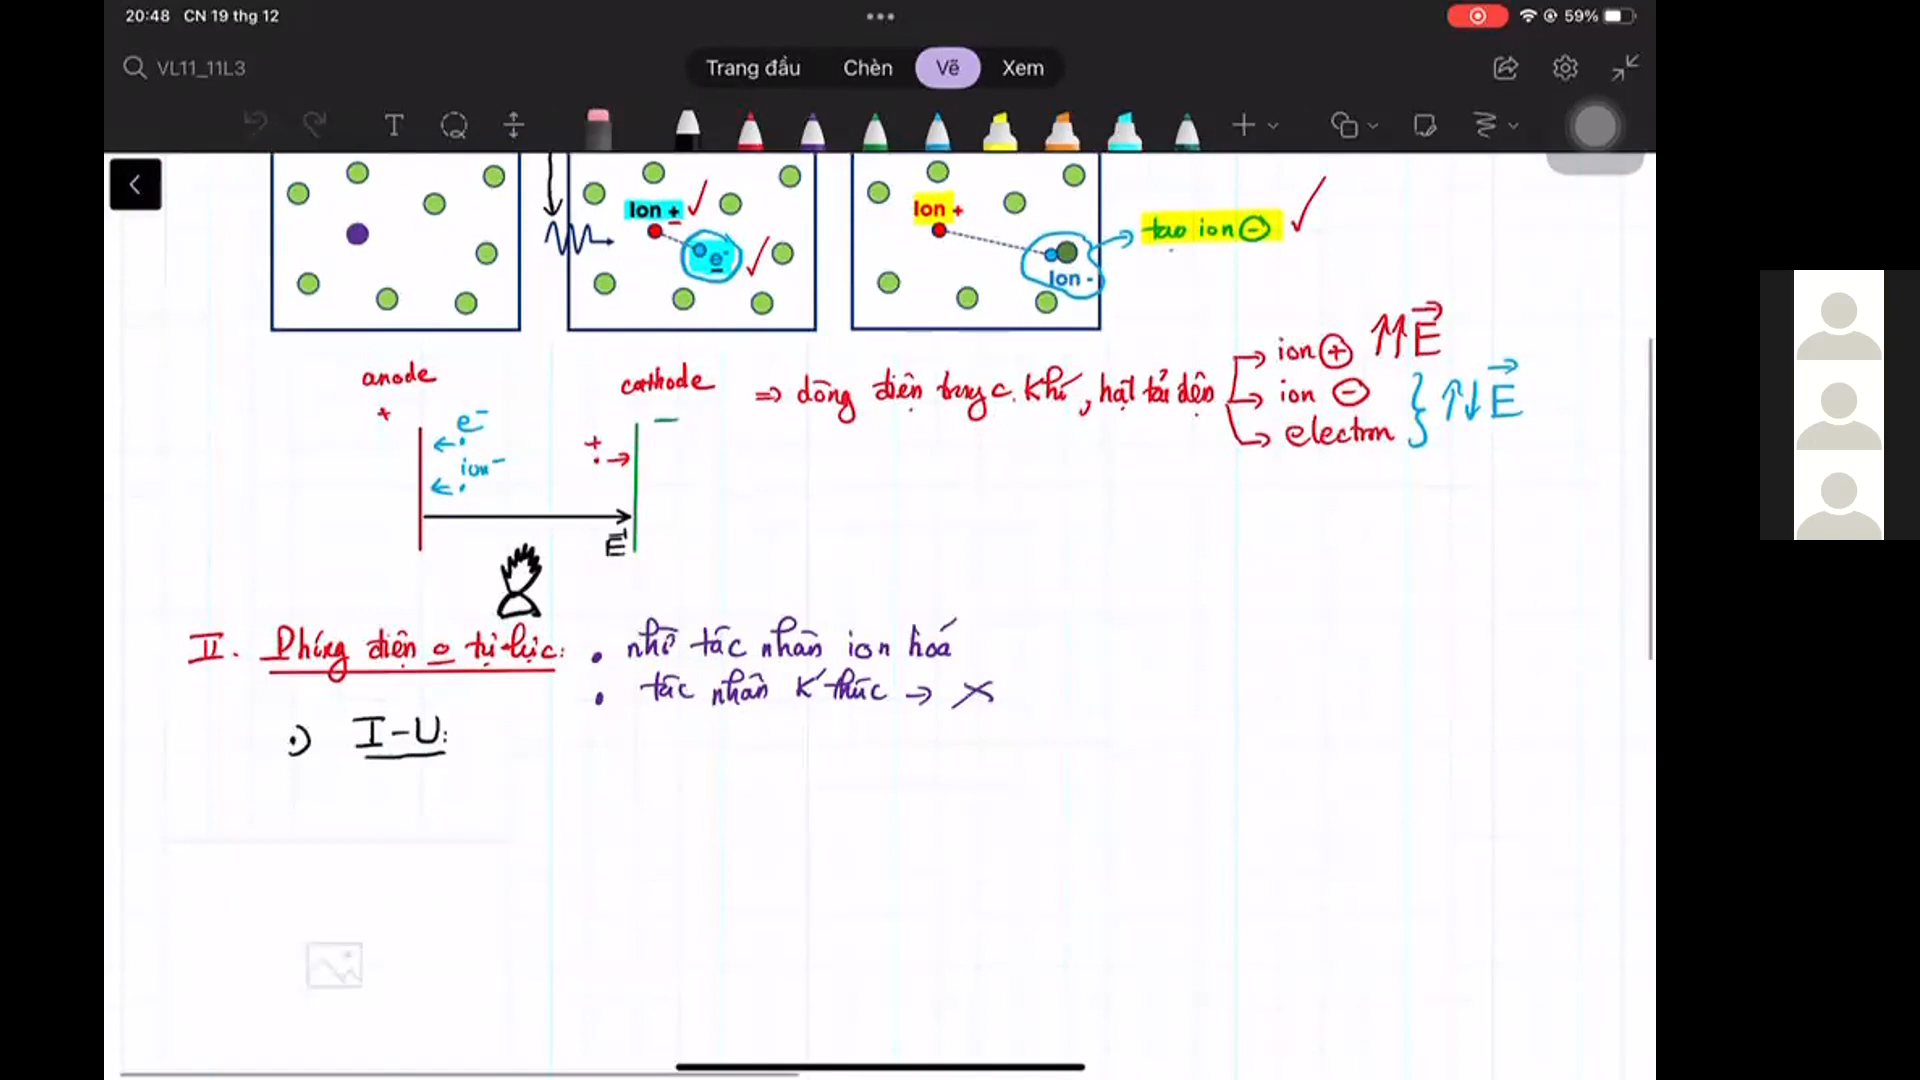 20:48 CN 19 thg 12
59%
VL11_11L3
Trang đầu Chèn Vẽ Xem
T
Ion +
e⁻
Ion +
Ion -
tạo ion ⊖
anode
+
cathode
−
e⁻
ion⁻
+
E
⇒ dòng điện trong c. khí, hạt tải điện
→ ion ⊕ ↑↑ E
→ ion ⊖
→ electron
} ↑↓ E
II. Phóng điện o tự lực:
• nhờ tác nhân ion hoá
• tác nhân k thúc → X
·) I-U: